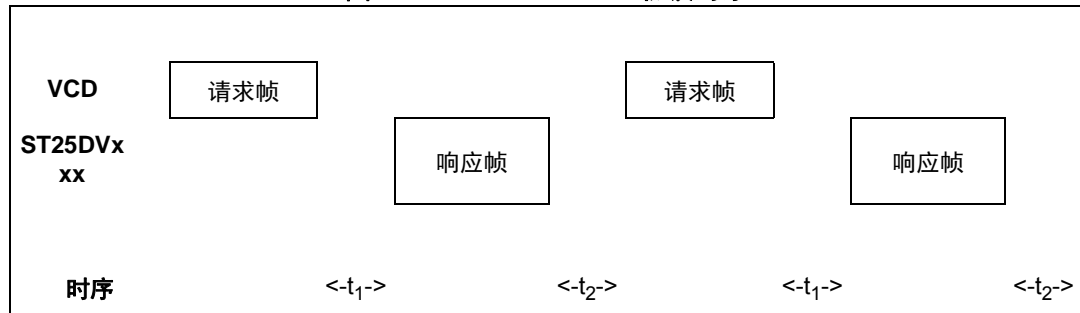 VCD 请求帧 请求帧
ST25DVx
xx
响应帧 响应帧
时序 <-t₁-> <-t₂-> <-t₁-> <-t₂->